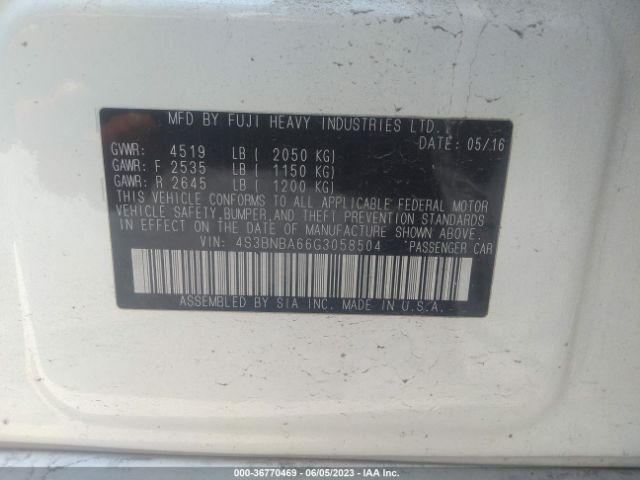 MFD BY FUJI HEAVY INDUSTRIES LTD.
DATE: 05/16
GVWR: 4519 LB ( 2050 KG)
GAWR: F 2535 LB ( 1150 KG)
GAWR: R 2645 LB ( 1200 KG)
THIS VEHICLE CONFORMS TO ALL APPLICABLE FEDERAL MOTOR
VEHICLE SAFETY, BUMPER, AND THEFT PREVENTION STANDARDS
IN EFFECT ON THE DATE OF MANUFACTURE SHOWN ABOVE.
VIN: 4S3BNBA66G3058504 PASSENGER CAR
ASSEMBLED BY SIA INC. MADE IN U.S.A.
000-36770469 - 06/05/2023 - IAA Inc.